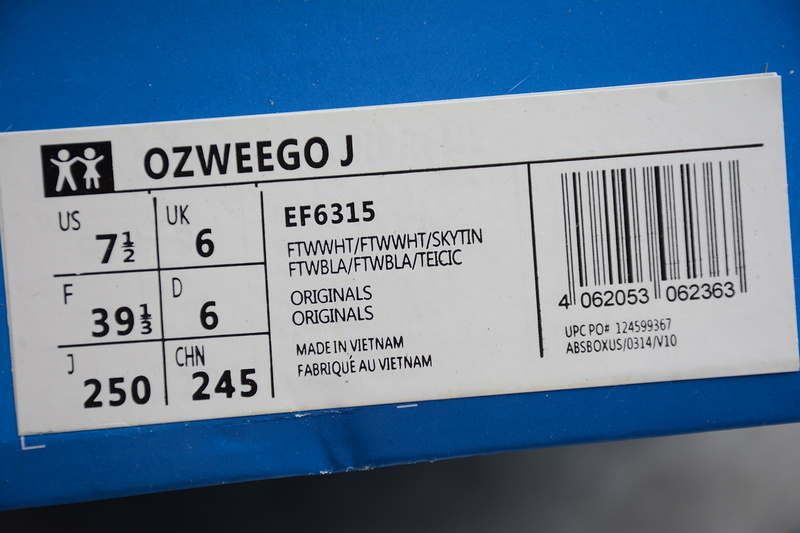 OZWEEGO J
US 7½
UK 6
F 39⅓
D 6
J 250
CHN 245
EF6315
FTWWHT/FTWWHT/SKYTIN
FTWBLA/FTWBLA/TEICIC
ORIGINALS
ORIGINALS
MADE IN VIETNAM
FABRIQUÉ AU VIETNAM
4 062053 062363
UPC PO# 124599367
ABSBOXUS/0314/V10